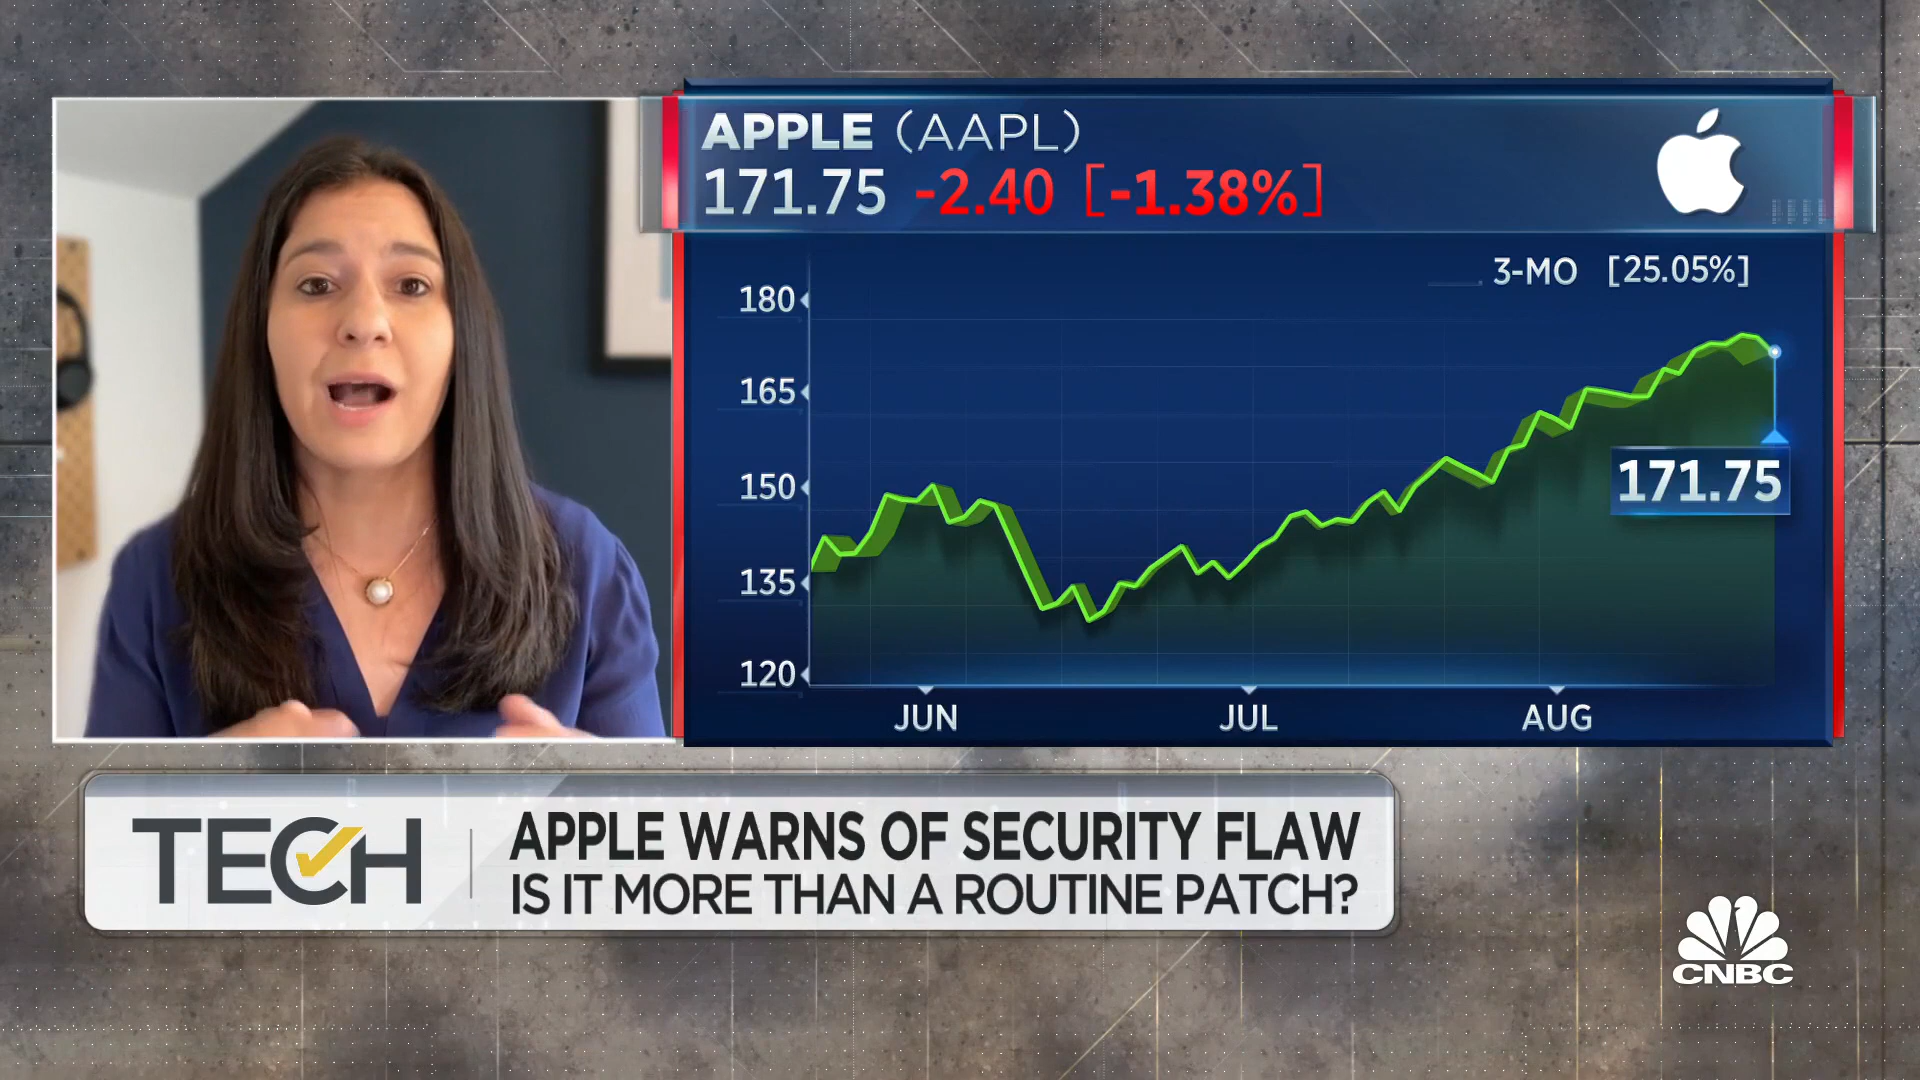 APPLE (AAPL)
171.75 -2.40 [-1.38%]
3-MO [25.05%]
180
165
150
135
120
171.75
JUN JUL AUG
TECH
APPLE WARNS OF SECURITY FLAW
IS IT MORE THAN A ROUTINE PATCH?
CNBC